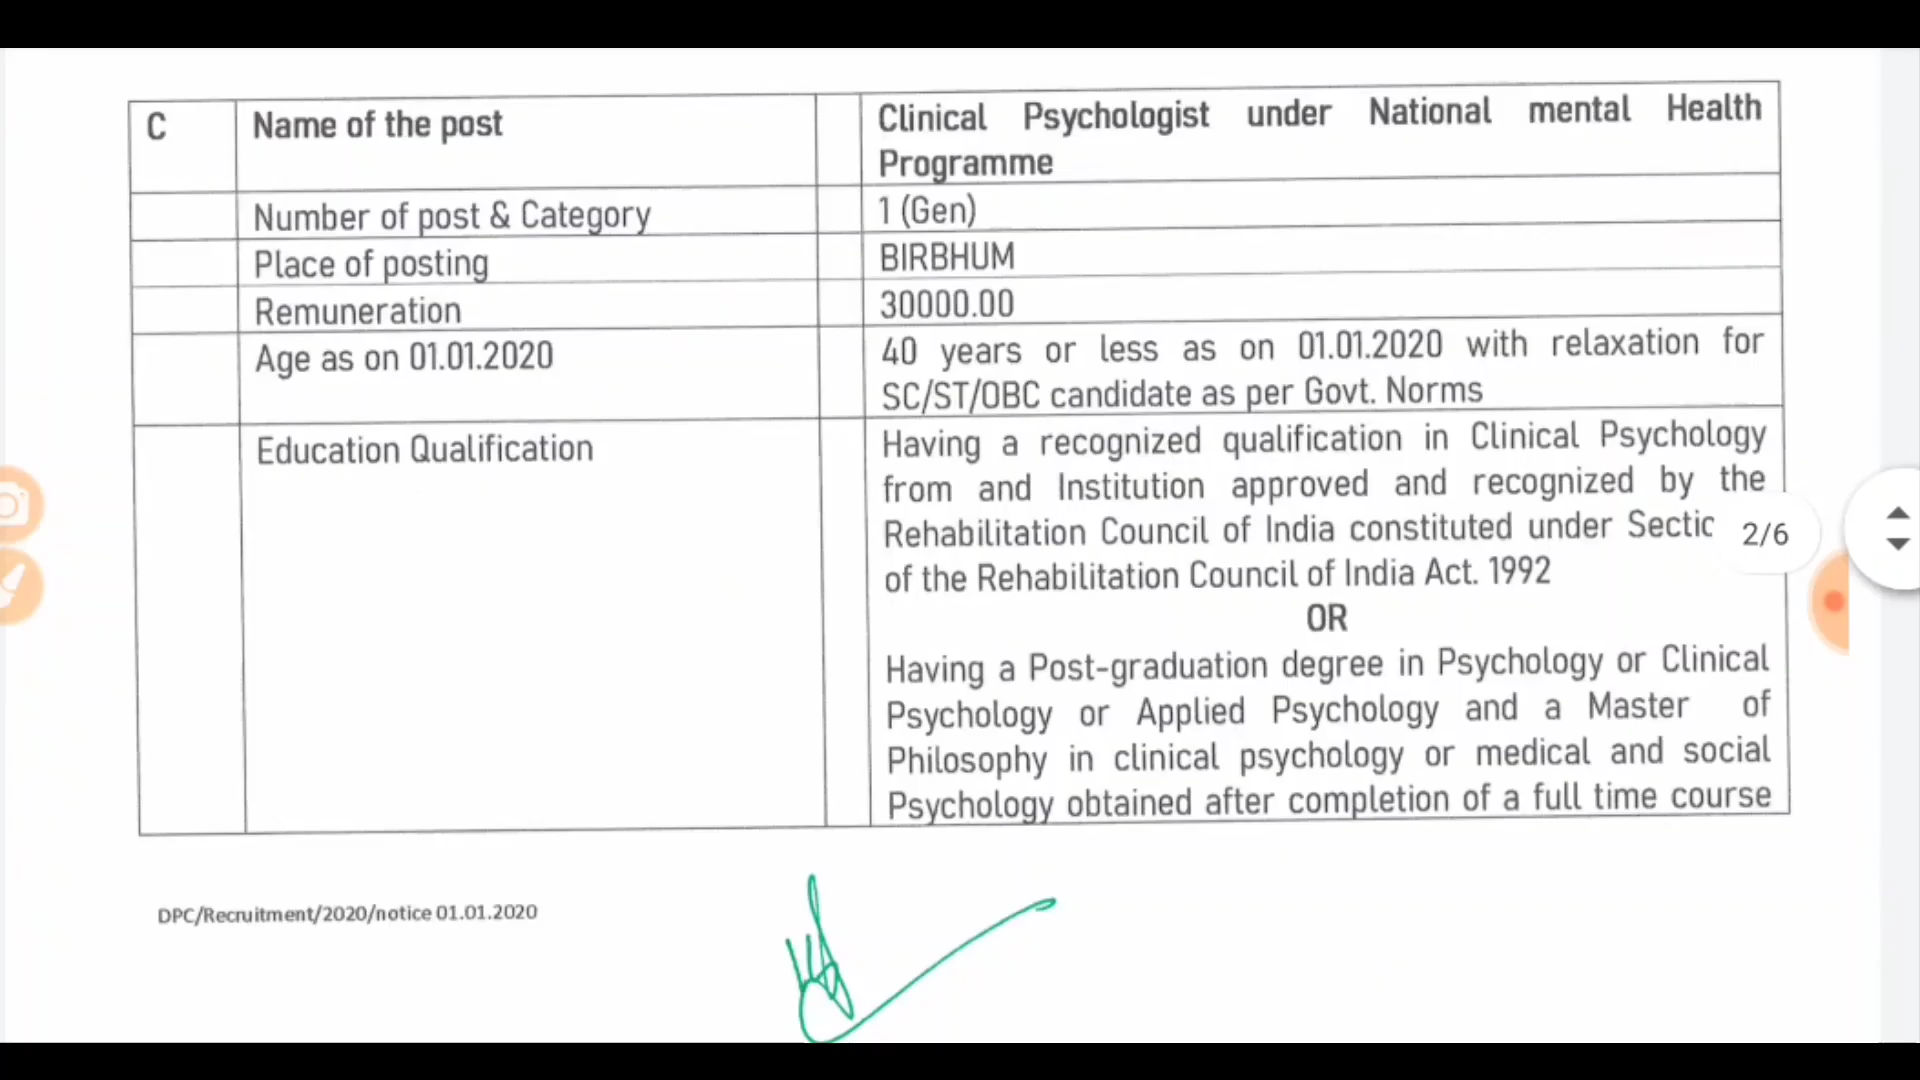 C Name of the post Clinical Psychologist under National mental Health
Programme
Number of post & Category 1 (Gen)
Place of posting BIRBHUM
Remuneration 30000.00
Age as on 01.01.2020 40 years or less as on 01.01.2020 with relaxation for
SC/ST/OBC candidate as per Govt. Norms
Education Qualification Having a recognized qualification in Clinical Psychology
from and Institution approved and recognized by the
Rehabilitation Council of India constituted under Sectic
of the Rehabilitation Council of India Act. 1992
OR
Having a Post-graduation degree in Psychology or Clinical
Psychology or Applied Psychology and a Master of
Philosophy in clinical psychology or medical and social
Psychology obtained after completion of a full time course
2/6
DPC/Recruitment/2020/notice 01.01.2020